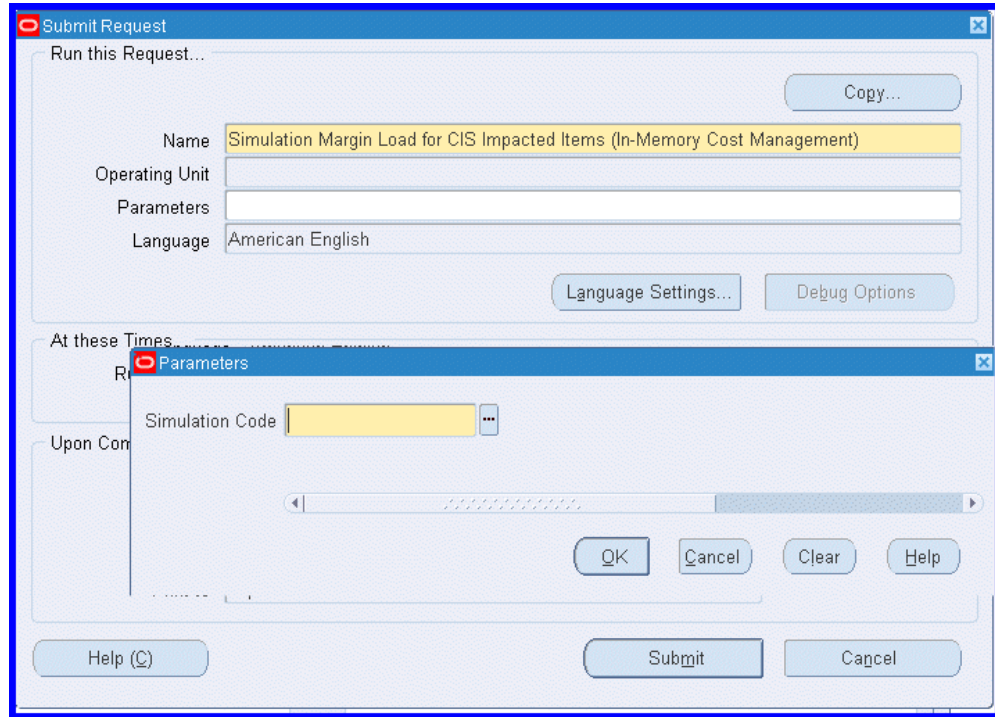 Submit Request
Run this Request...
Copy...
Name Simulation Margin Load for CIS Impacted Items (In-Memory Cost Management)
Operating Unit
Parameters
Language American English
Language Settings... Debug Options
At these Times
Parameters
Simulation Code
...
Upon Com
OK Cancel Clear Help
Help (C) Submit Cancel